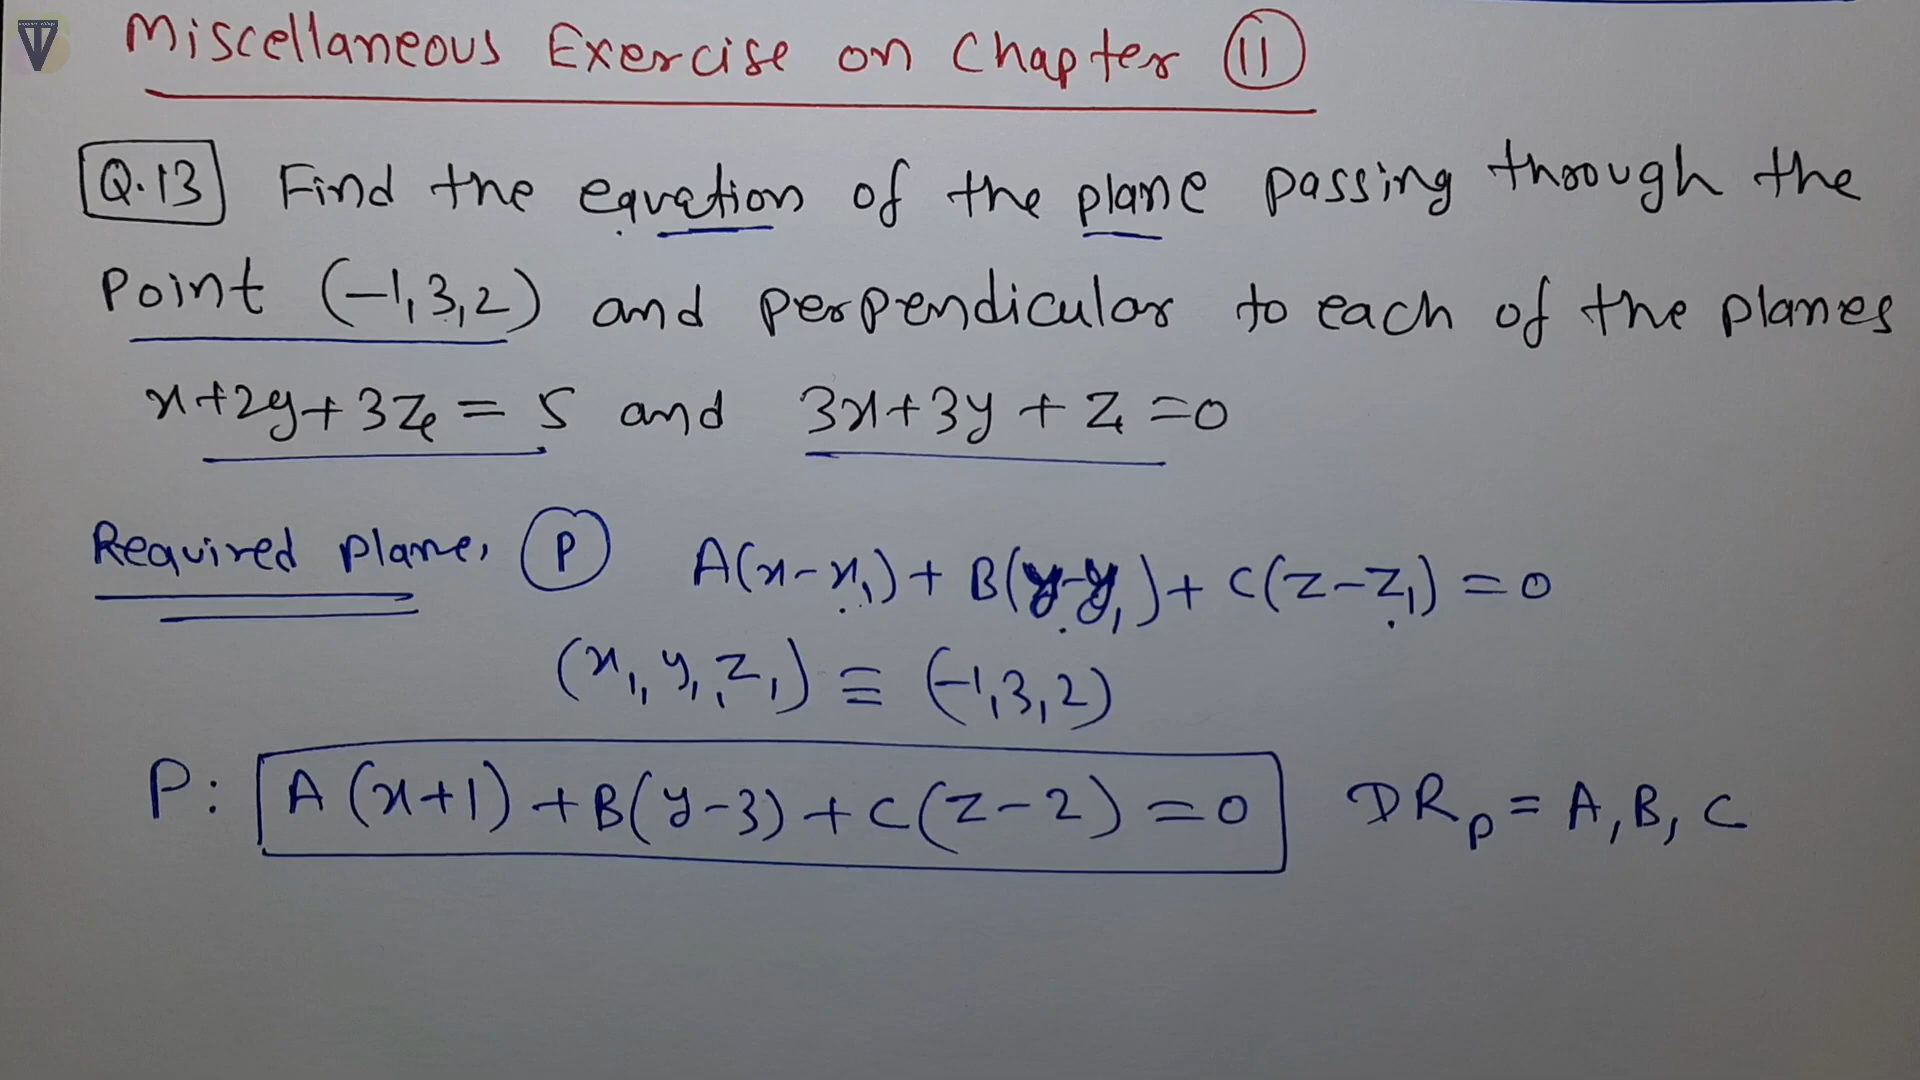 Miscellaneous Exercise on Chapter 11
Q.13 Find the equation of the plane passing through the
Point (-1,3,2) and perpendicular to each of the planes
x+2y+3z = 5 and 3x+3y+z=0
Required plane, P A(x-x₁)+B(y-y₁)+C(z-z₁)=0
(x₁,y₁,z₁) ≡ (-1,3,2)
P: A(x+1)+B(y-3)+C(z-2)=0 DRₚ = A, B, C